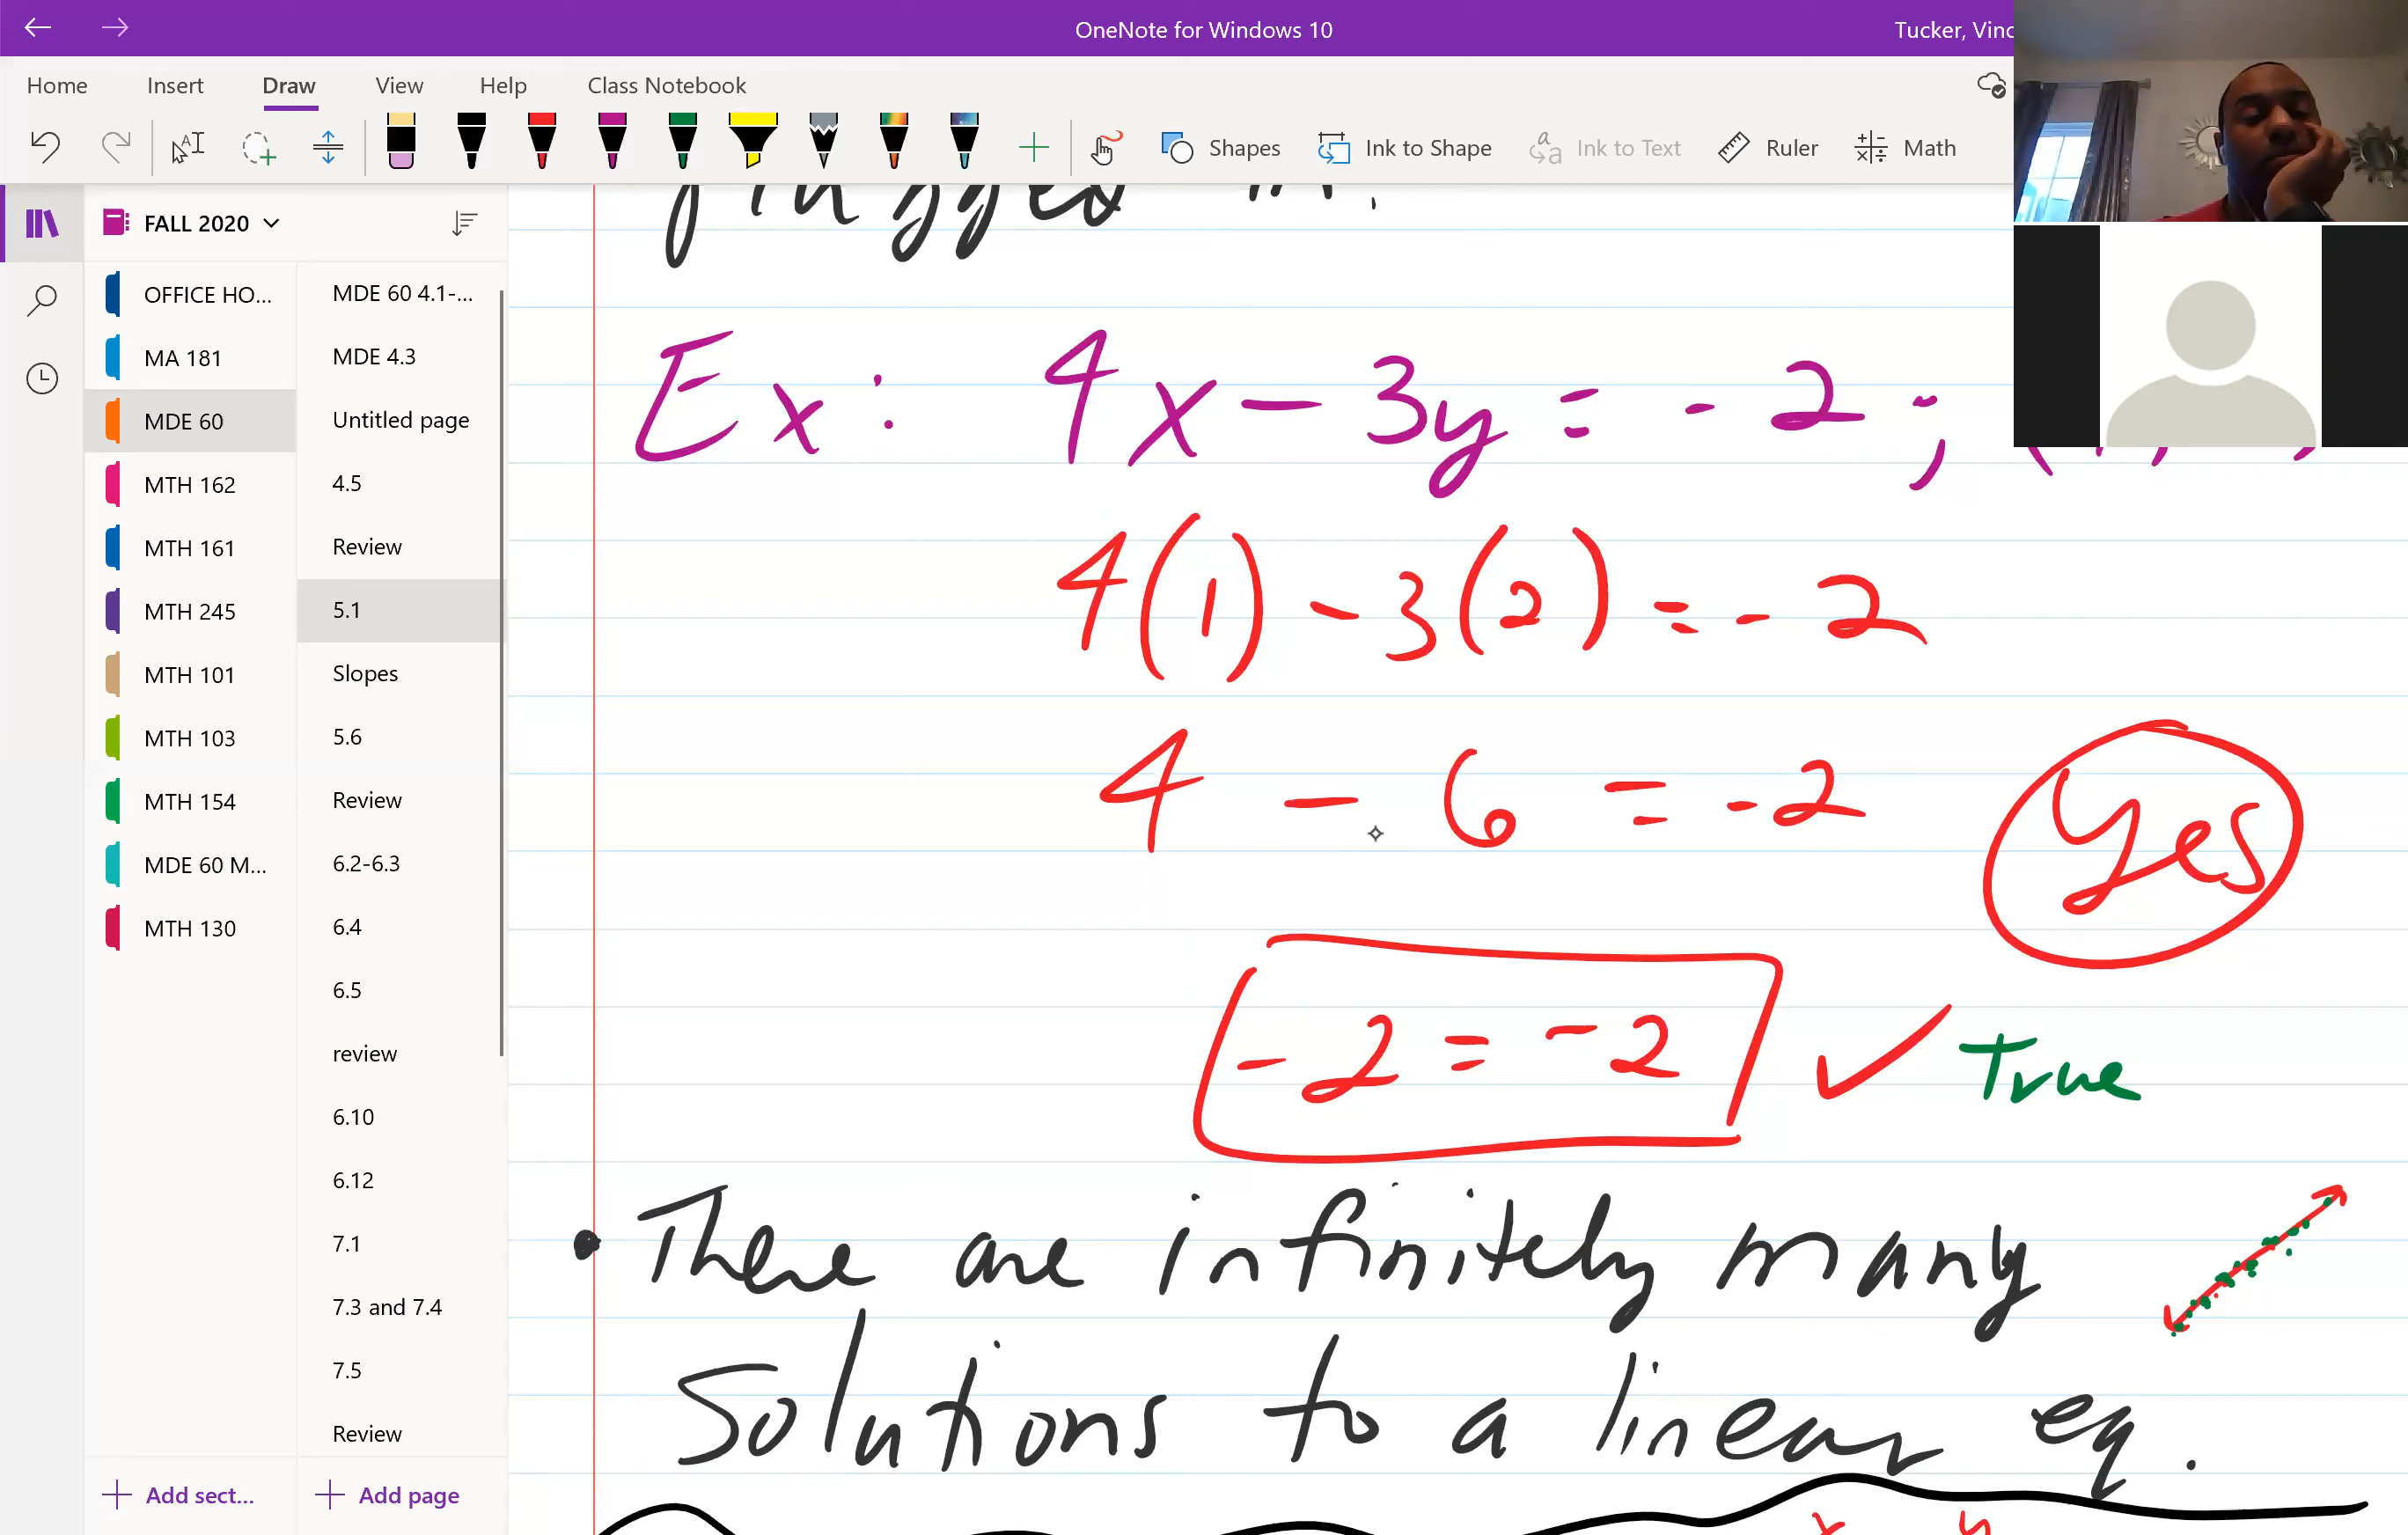 OneNote for Windows 10
Tucker, Vinc
Home Insert Draw View Help Class Notebook
Shapes Ink to Shape Ink to Text Ruler Math
FALL 2020
OFFICE HO...
MA 181
MDE 60
MTH 162
MTH 161
MTH 245
MTH 101
MTH 103
MTH 154
MDE 60 M...
MTH 130
Add sect...
MDE 60 4.1-...
MDE 4.3
Untitled page
4.5
Review
5.1
Slopes
5.6
Review
6.2-6.3
6.4
6.5
review
6.10
6.12
7.1
7.3 and 7.4
7.5
Review
Add page
plugged in.
Ex: 4x - 3y = -2 ;
4(1) - 3(2) = -2
4 - 6 = -2 Yes
-2 = -2 ✓ True
• There are infinitely many
Solutions to a linear eq.